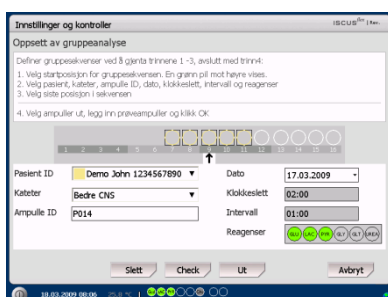 Innstillinger og kontroller
ISCUSflex | Rev.
Oppsett av gruppeanalyse
Definer gruppesekvenser ved å gjenta trinnene 1 -3, avslutt med trinn4:
1. Velg startposisjon for gruppesekvensen. En grønn pil mot høyre vises.
2. Velg pasient, kateter, ampulle ID, dato, klokkeslett, intervall og reagenser
3. Velg siste posisjon i sekvensen
4. Velg ampuller ut, legg inn prøveampuller og klikk OK
1 2 3 4 5 6 7 8 9 10 11 12 13 14 15 16
Pasient ID Demo John 1234567890 Dato 17.03.2009
Kateter Bedre CNS Klokkeslett 02:00
Ampulle ID P014 Intervall 01:00
Reagenser GLU LAC PYR GLY GLT UREA
Slett Check Ut Avbryt
18.03.2009 08:06 25.0 °C